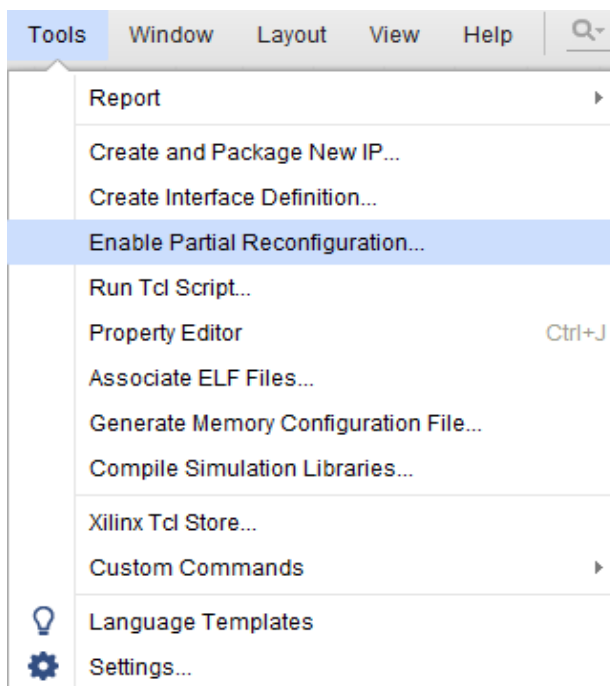 Tools Window Layout View Help
Report
Create and Package New IP...
Create Interface Definition...
Enable Partial Reconfiguration...
Run Tcl Script...
Property Editor Ctrl+J
Associate ELF Files...
Generate Memory Configuration File...
Compile Simulation Libraries...
Xilinx Tcl Store...
Custom Commands
Language Templates
Settings...